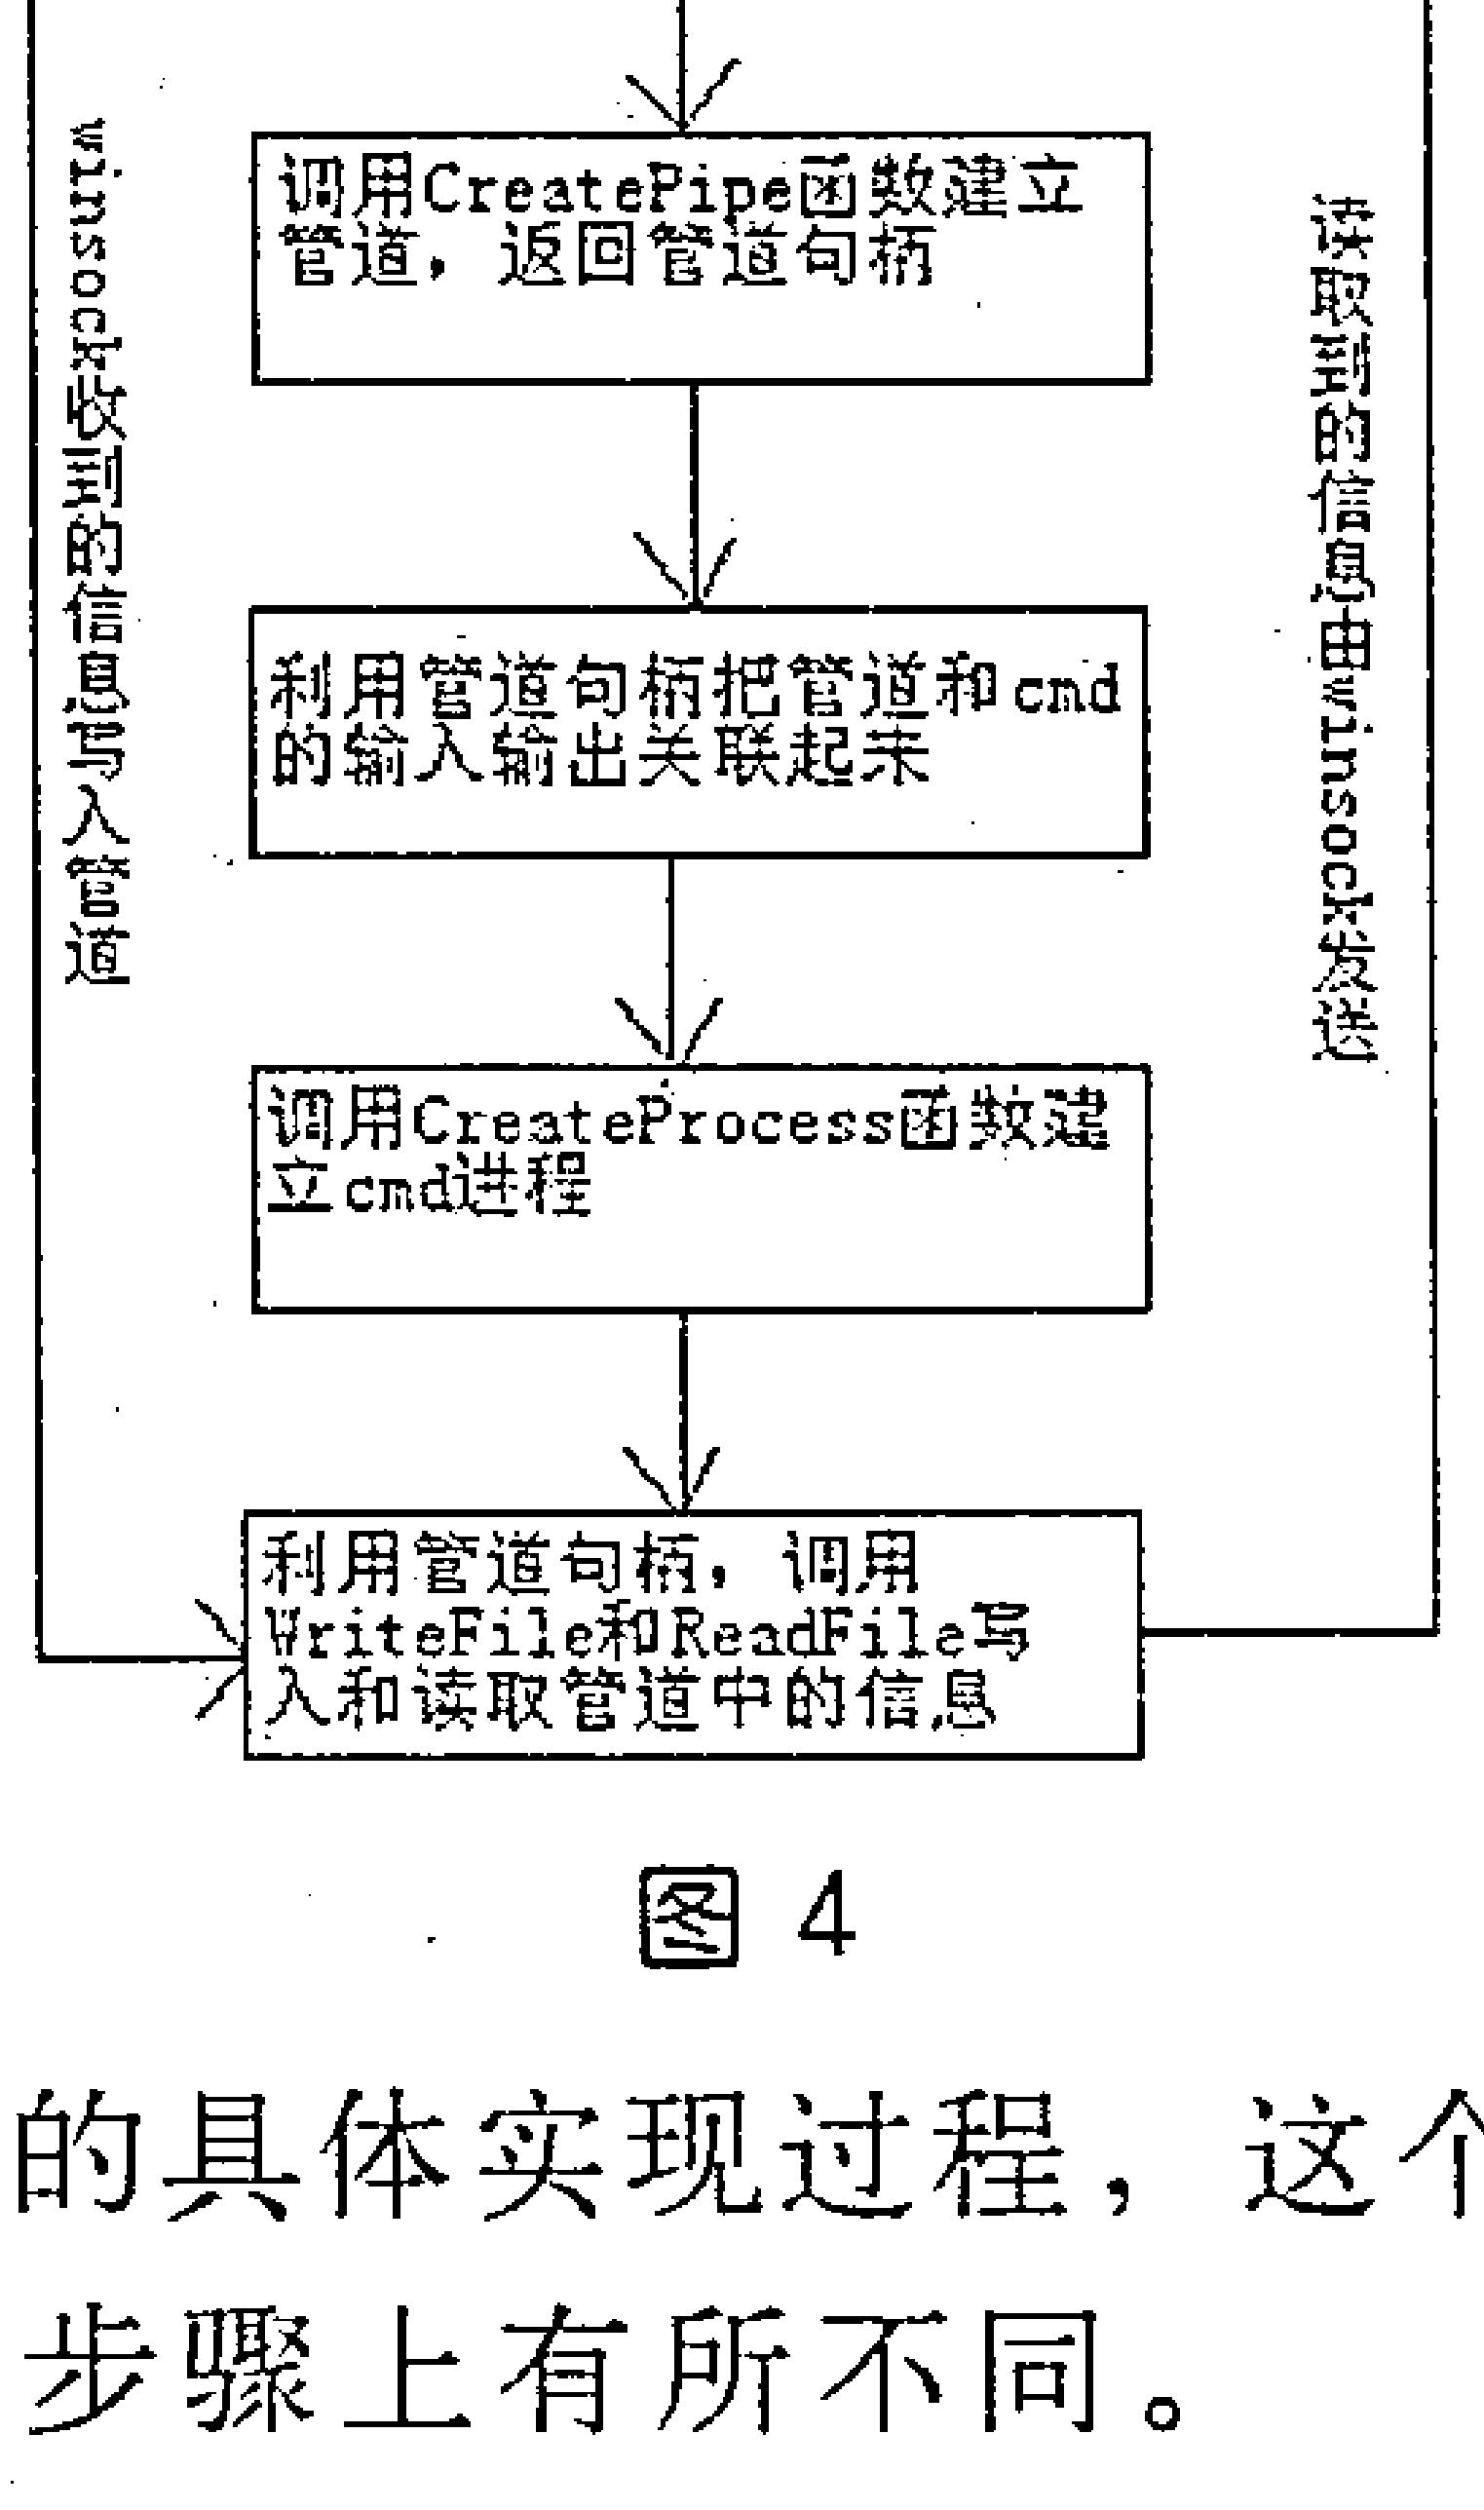 调用CreatePipe函数建立
管道，返回管道句柄
winsock收到的信息写入管道
读取到的信息由winsock发送
利用管道句柄把管道和cmd
的输入输出关联起来
调用CreateProcess函数建
立cmd进程
利用管道句柄，调用
WriteFile和ReadFile写
入和读取管道中的信息
图 4
的具体实现过程，这个
步骤上有所不同。